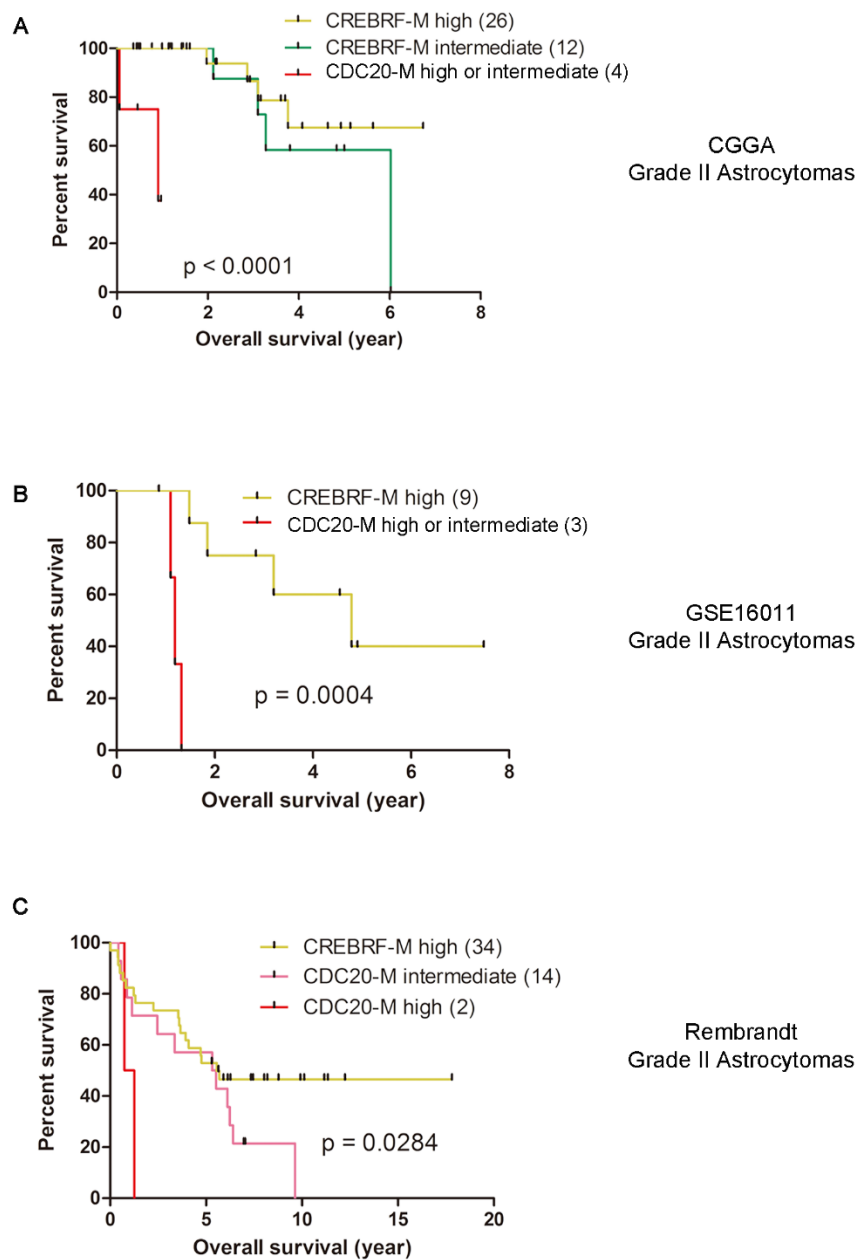 A
CREBRF-M high (26)
CREBRF-M intermediate (12)
CDC20-M high or intermediate (4)
100
80
60
40
20
0
Percent survival
p < 0.0001
0 2 4 6 8
Overall survival (year)
CGGA
Grade II Astrocytomas
B
CREBRF-M high (9)
CDC20-M high or intermediate (3)
100
80
60
40
20
0
Percent survival
p = 0.0004
0 2 4 6 8
Overall survival (year)
GSE16011
Grade II Astrocytomas
C
CREBRF-M high (34)
CDC20-M intermediate (14)
CDC20-M high (2)
100
80
60
40
20
0
Percent survival
p = 0.0284
0 5 10 15 20
Overall survival (year)
Rembrandt
Grade II Astrocytomas